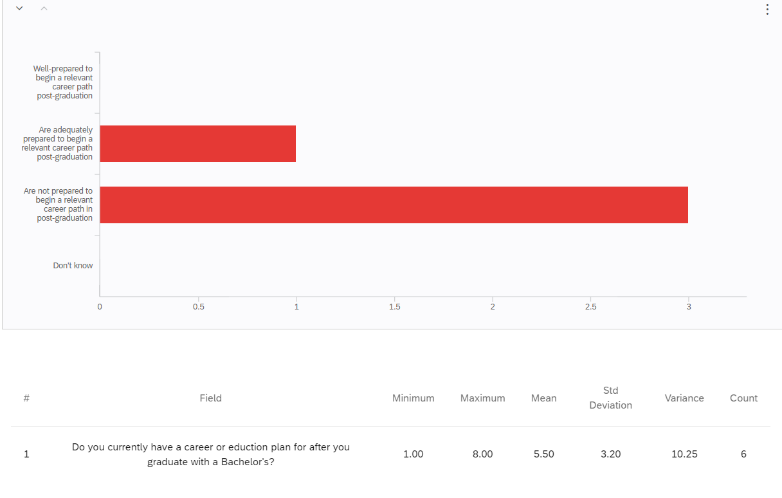 Well-prepared to
begin a relevant
career path
post-graduation
Are adequately
prepared to begin a
relevant career path
post-graduation
Are not prepared to
begin a relevant
career path in
post-graduation
Don't know
0 0.5 1 1.5 2 2.5 3
# Field Minimum Maximum Mean Std Deviation Variance Count
1 Do you currently have a career or eduction plan for after you
graduate with a Bachelor's? 1.00 8.00 5.50 3.20 10.25 6